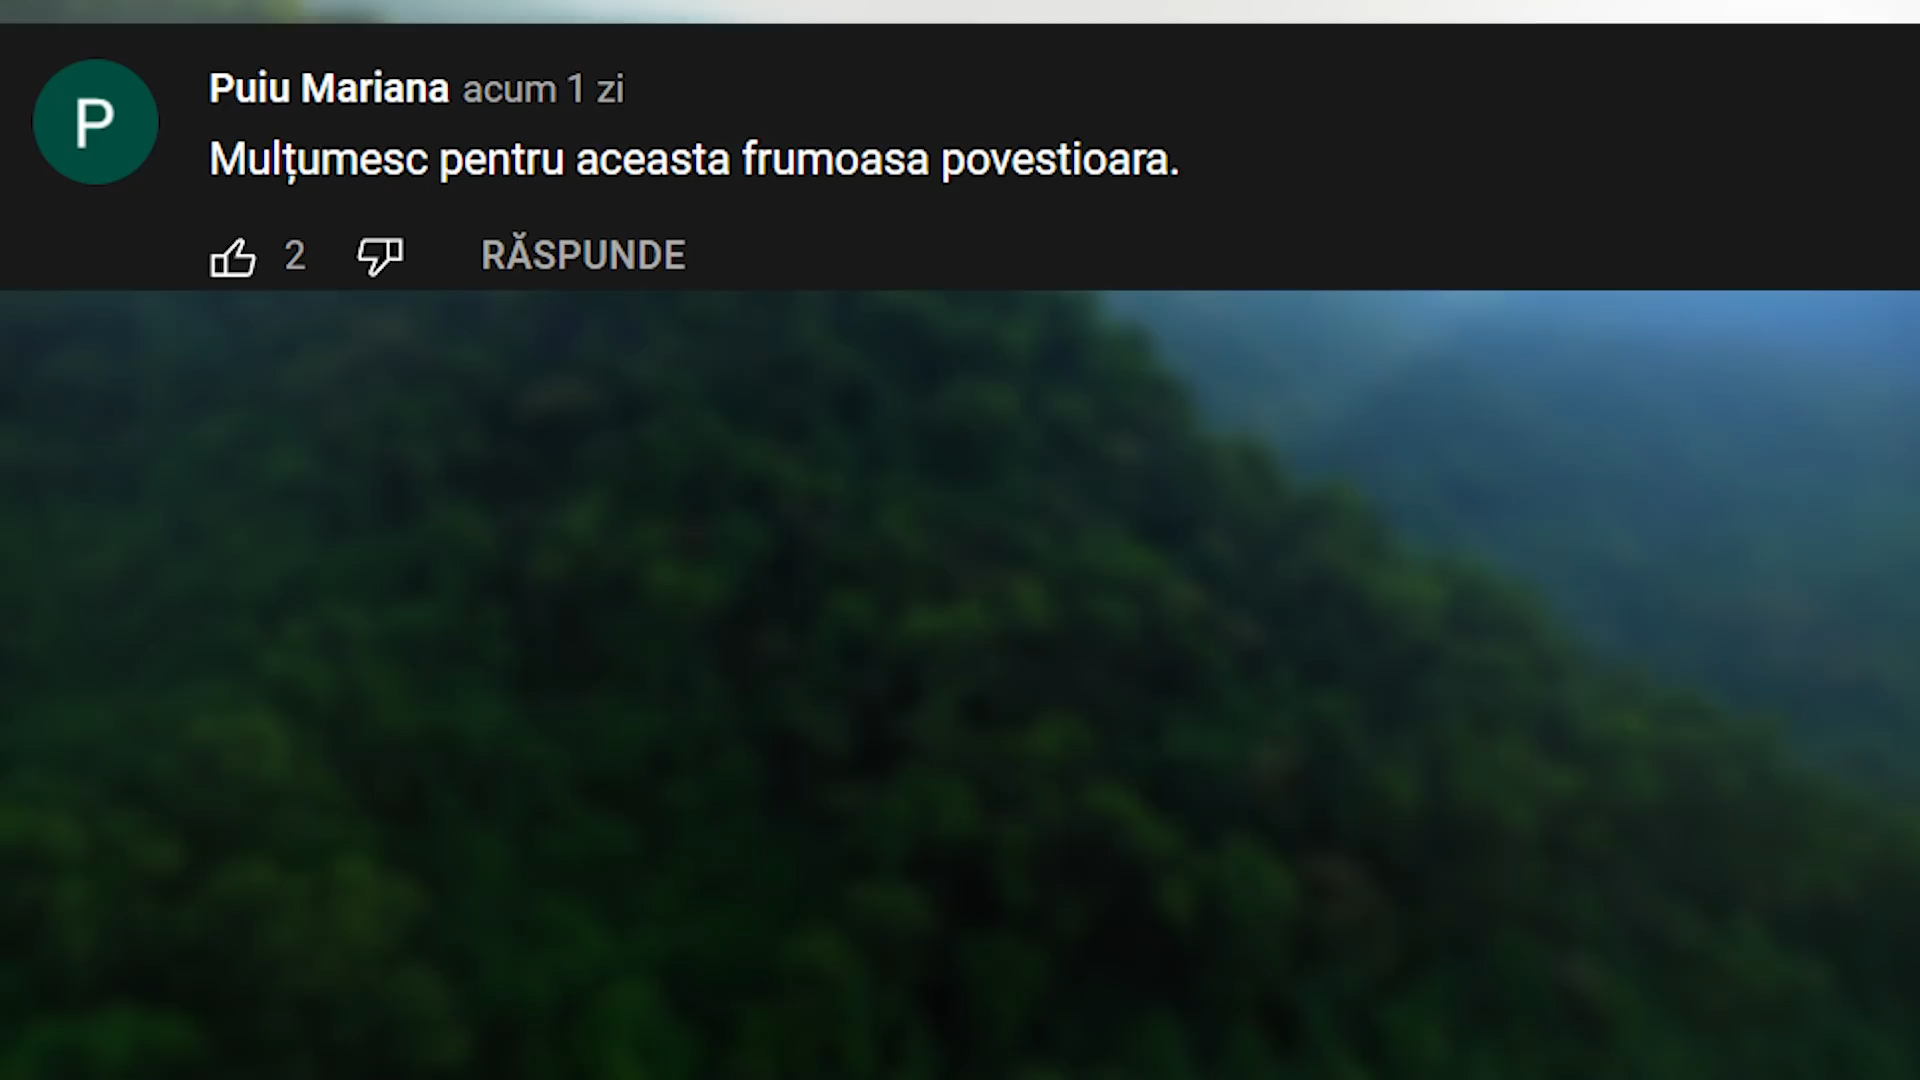 P
Puiu Mariana acum 1 zi
Mulțumesc pentru aceasta frumoasa povestioara.
2 RĂSPUNDE